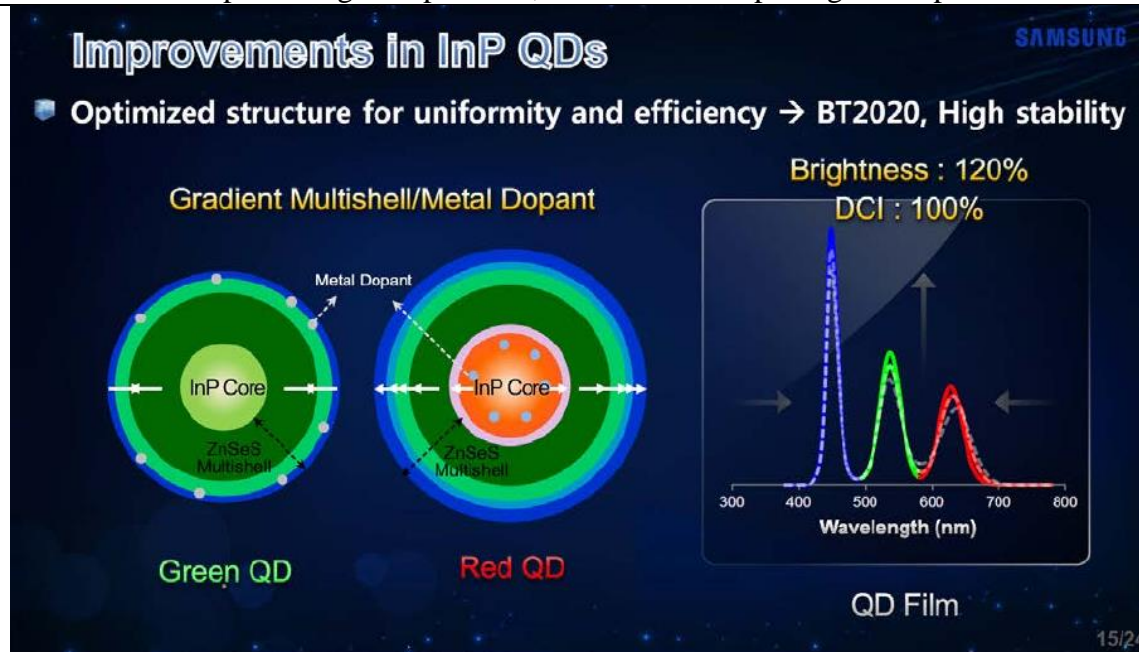 SAMSUNG
Improvements in InP QDs
Optimized structure for uniformity and efficiency → BT2020, High stability
Gradient Multishell/Metal Dopant
Metal Dopant
InP Core
ZnSeS
Multishell
Green QD
InP Core
ZnSeS
Multishell
Red QD
Brightness : 120%
DCI : 100%
300 400 500 600 700 800
Wavelength (nm)
QD Film
15/24